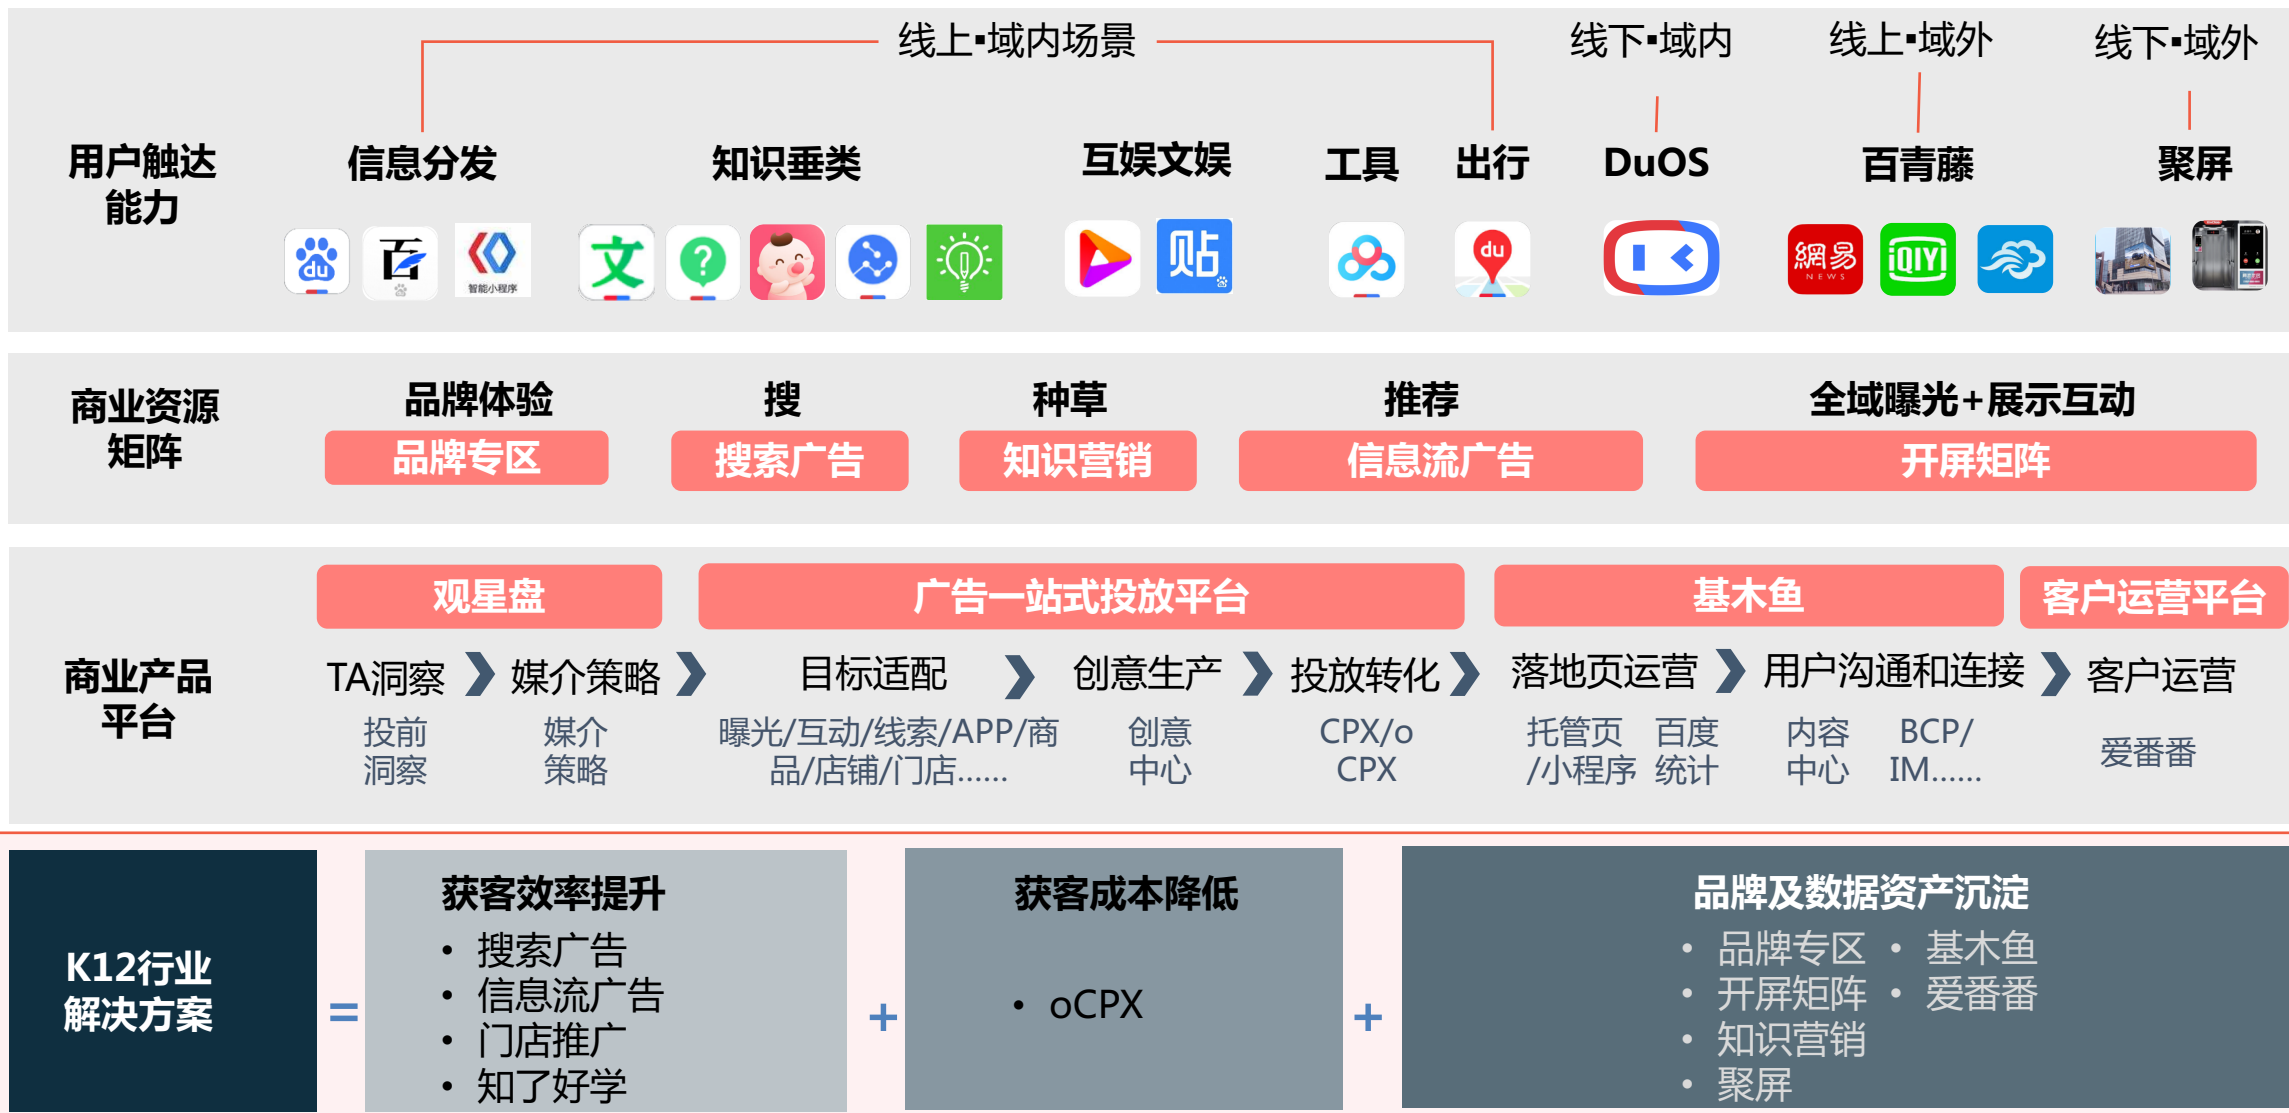 线上▪域内场景
线下▪域内
线上▪域外
线下▪域外
用户触达
能力
信息分发
知识垂类
互娱文娱
工具
出行
DuOS
百青藤
聚屏
du
百
智能小程序
文
?
贴
du
網易
NEWS
iQIYI
商业资源
矩阵
品牌体验
搜
种草
推荐
全域曝光+展示互动
品牌专区
搜索广告
知识营销
信息流广告
开屏矩阵
观星盘
广告一站式投放平台
基木鱼
客户运营平台
商业产品
平台
TA洞察
媒介策略
目标适配
创意生产
投放转化
落地页运营
用户沟通和连接
客户运营
投前
洞察
媒介
策略
曝光/互动/线索/APP/商
品/店铺/门店......
创意
中心
CPX/o
CPX
托管页
/小程序
百度
统计
内容
中心
BCP/
IM......
爱番番
K12行业
解决方案
=
获客效率提升
• 搜索广告
• 信息流广告
• 门店推广
• 知了好学
+
获客成本降低
• oCPX
+
品牌及数据资产沉淀
• 品牌专区 • 基木鱼
• 开屏矩阵 • 爱番番
• 知识营销
• 聚屏